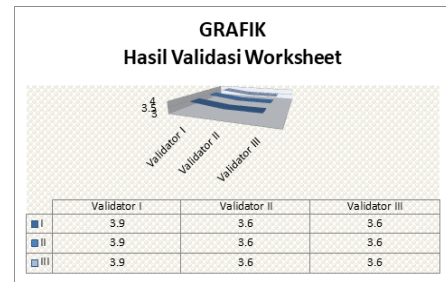 GRAFIK
Hasil Validasi Worksheet
4
3.5
3
Validator I
Validator II
Validator III
Validator I Validator II Validator III
I 3.9 3.6 3.6
II 3.9 3.6 3.6
III 3.9 3.6 3.6